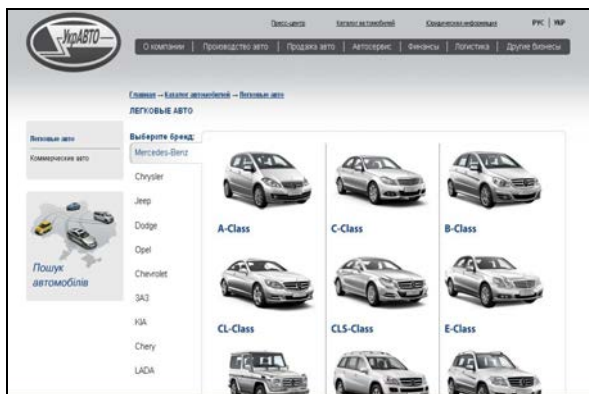 УкрАВТО
Пресс-центр Каталог автомобилей Юридическая информация РУС | УКР
О компании | Производство авто | Продажа авто | Автосервис | Финансы | Логистика | Другие бизнесы
Главная → Каталог автомобилей → Легковые авто
ЛЕГКОВЫЕ АВТО
Легковые авто
Коммерческие авто
Пошук
автомобілів
Выберите бренд:
Mercedes-Benz
Chrysler
Jeep
Dodge
Opel
Chevrolet
ЗАЗ
KIA
Chery
LADA
A-Class C-Class B-Class
CL-Class CLS-Class E-Class